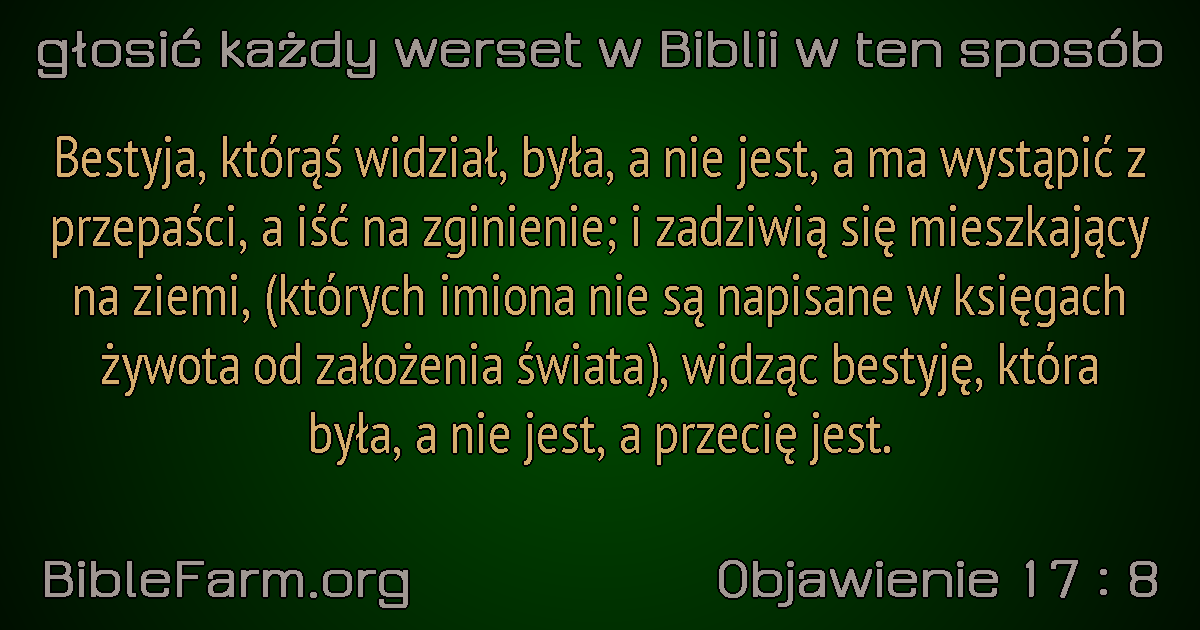 głosić każdy werset w Biblii w ten sposób
Bestyja, którąś widział, była, a nie jest, a ma wystąpić z
przepaści, a iść na zginienie; i zadziwią się mieszkający
na ziemi, (których imiona nie są napisane w księgach
żywota od założenia świata), widząc bestyję, która
była, a nie jest, a przecię jest.
BibleFarm.org
Objawienie 17 : 8